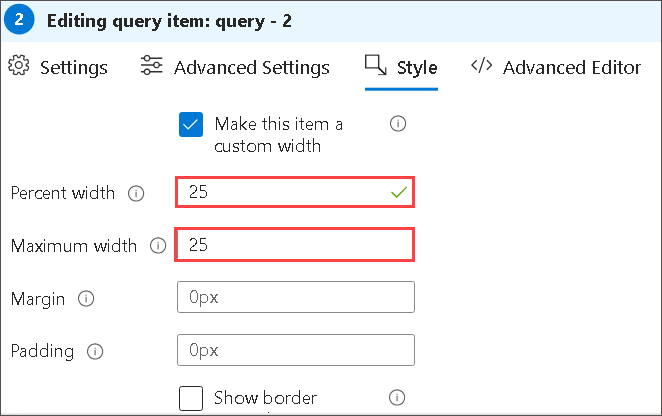 2 Editing query item: query - 2
Settings Advanced Settings Style </> Advanced Editor
Make this item a
custom width
Percent width 25
Maximum width 25
Margin 0px
Padding 0px
Show border